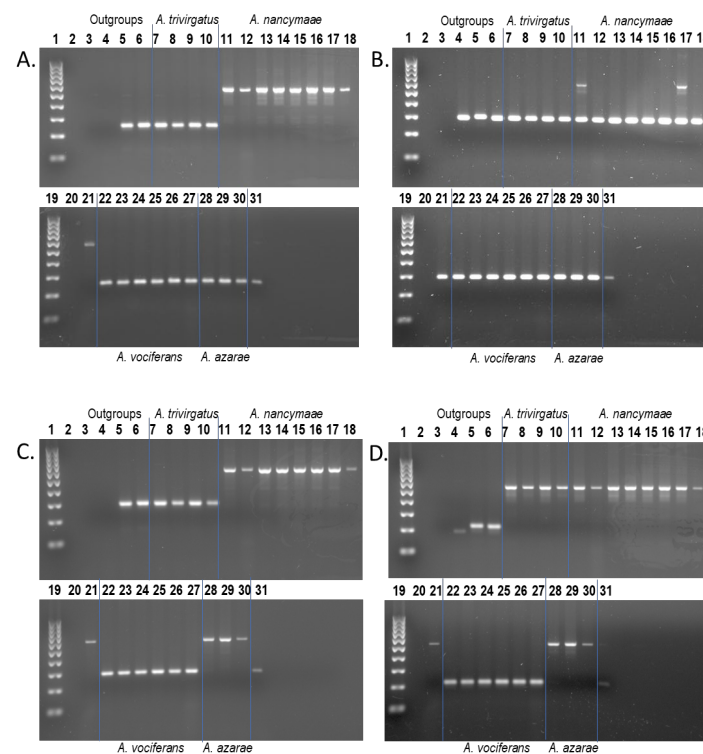 Outgroups A. trivirgatus A. nancymaae
1 2 3 4 5 6 7 8 9 10 11 12 13 14 15 16 17 18
A.
19 20 21 22 23 24 25 26 27 28 29 30 31
A. vociferans A. azarae
Outgroups A. trivirgatus A. nancymaae
1 2 3 4 5 6 7 8 9 10 11 12 13 14 15 16 17 1
B.
19 20 21 22 23 24 25 26 27 28 29 30 31
A. vociferans A. azarae
Outgroups A. trivirgatus A. nancymaae
1 2 3 4 5 6 7 8 9 10 11 12 13 14 15 16 17 18
C.
19 20 21 22 23 24 25 26 27 28 29 30 31
A. vociferans A. azarae
Outgroups A. trivirgatus A. nancymaae
1 2 3 4 5 6 7 8 9 10 11 12 13 14 15 16 17 18
D.
19 20 21 22 23 24 25 26 27 28 29 30 31
A. vociferans A. azarae